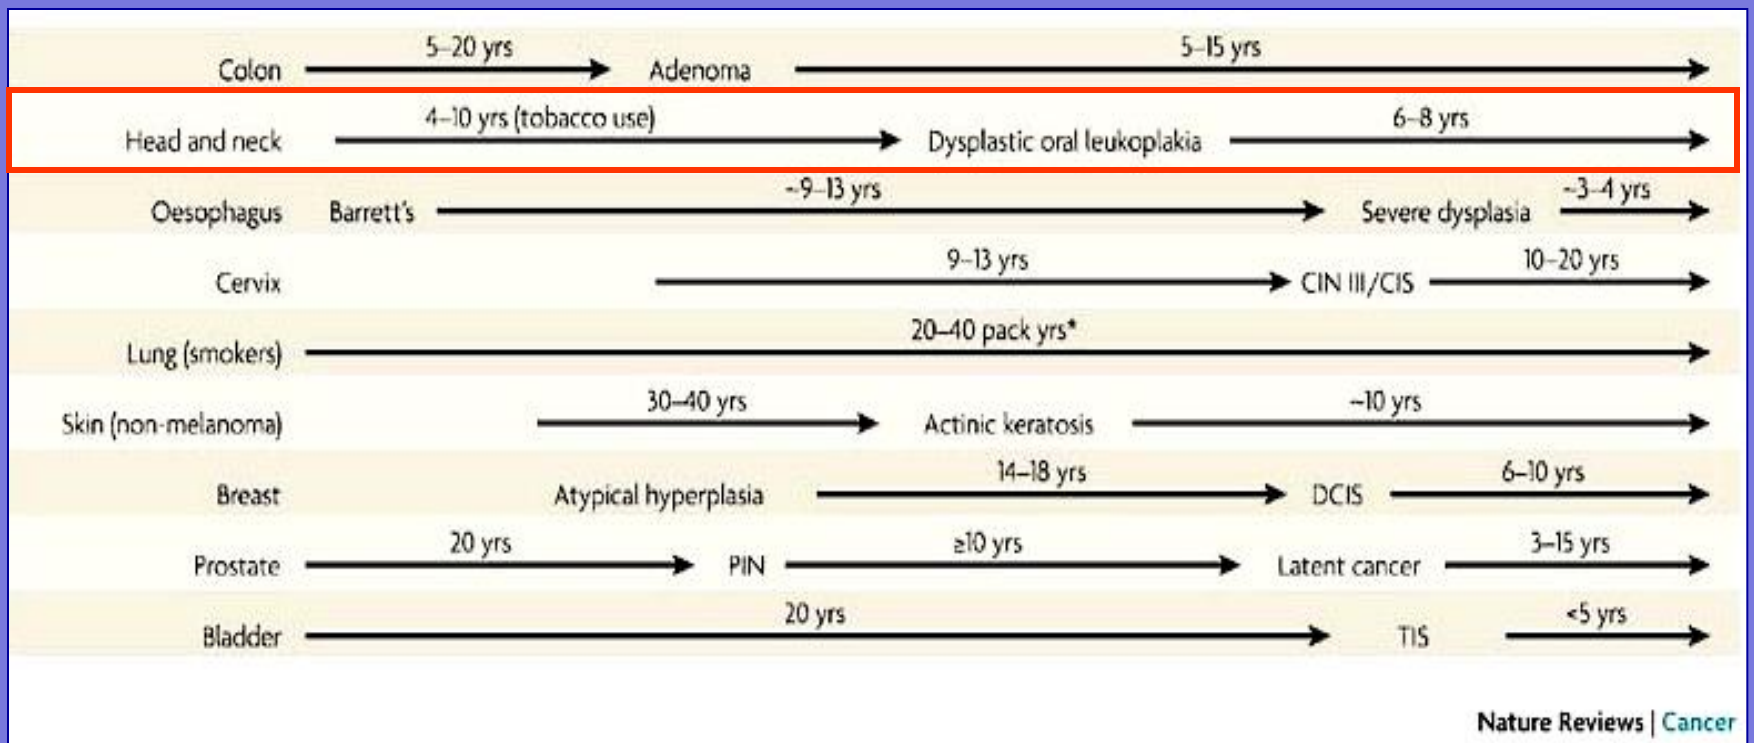 5–20 yrs 5–15 yrs
Colon Adenoma
4–10 yrs (tobacco use) 6–8 yrs
Head and neck Dysplastic oral leukoplakia
~9–13 yrs ~3–4 yrs
Oesophagus Barrett's Severe dysplasia
9–13 yrs 10–20 yrs
Cervix CIN III/CIS
20–40 pack yrs*
Lung (smokers)
30–40 yrs ~10 yrs
Skin (non-melanoma) Actinic keratosis
14–18 yrs 6–10 yrs
Breast Atypical hyperplasia DCIS
20 yrs ≥10 yrs 3–15 yrs
Prostate PIN Latent cancer
20 yrs <5 yrs
Bladder TIS
Nature Reviews | Cancer